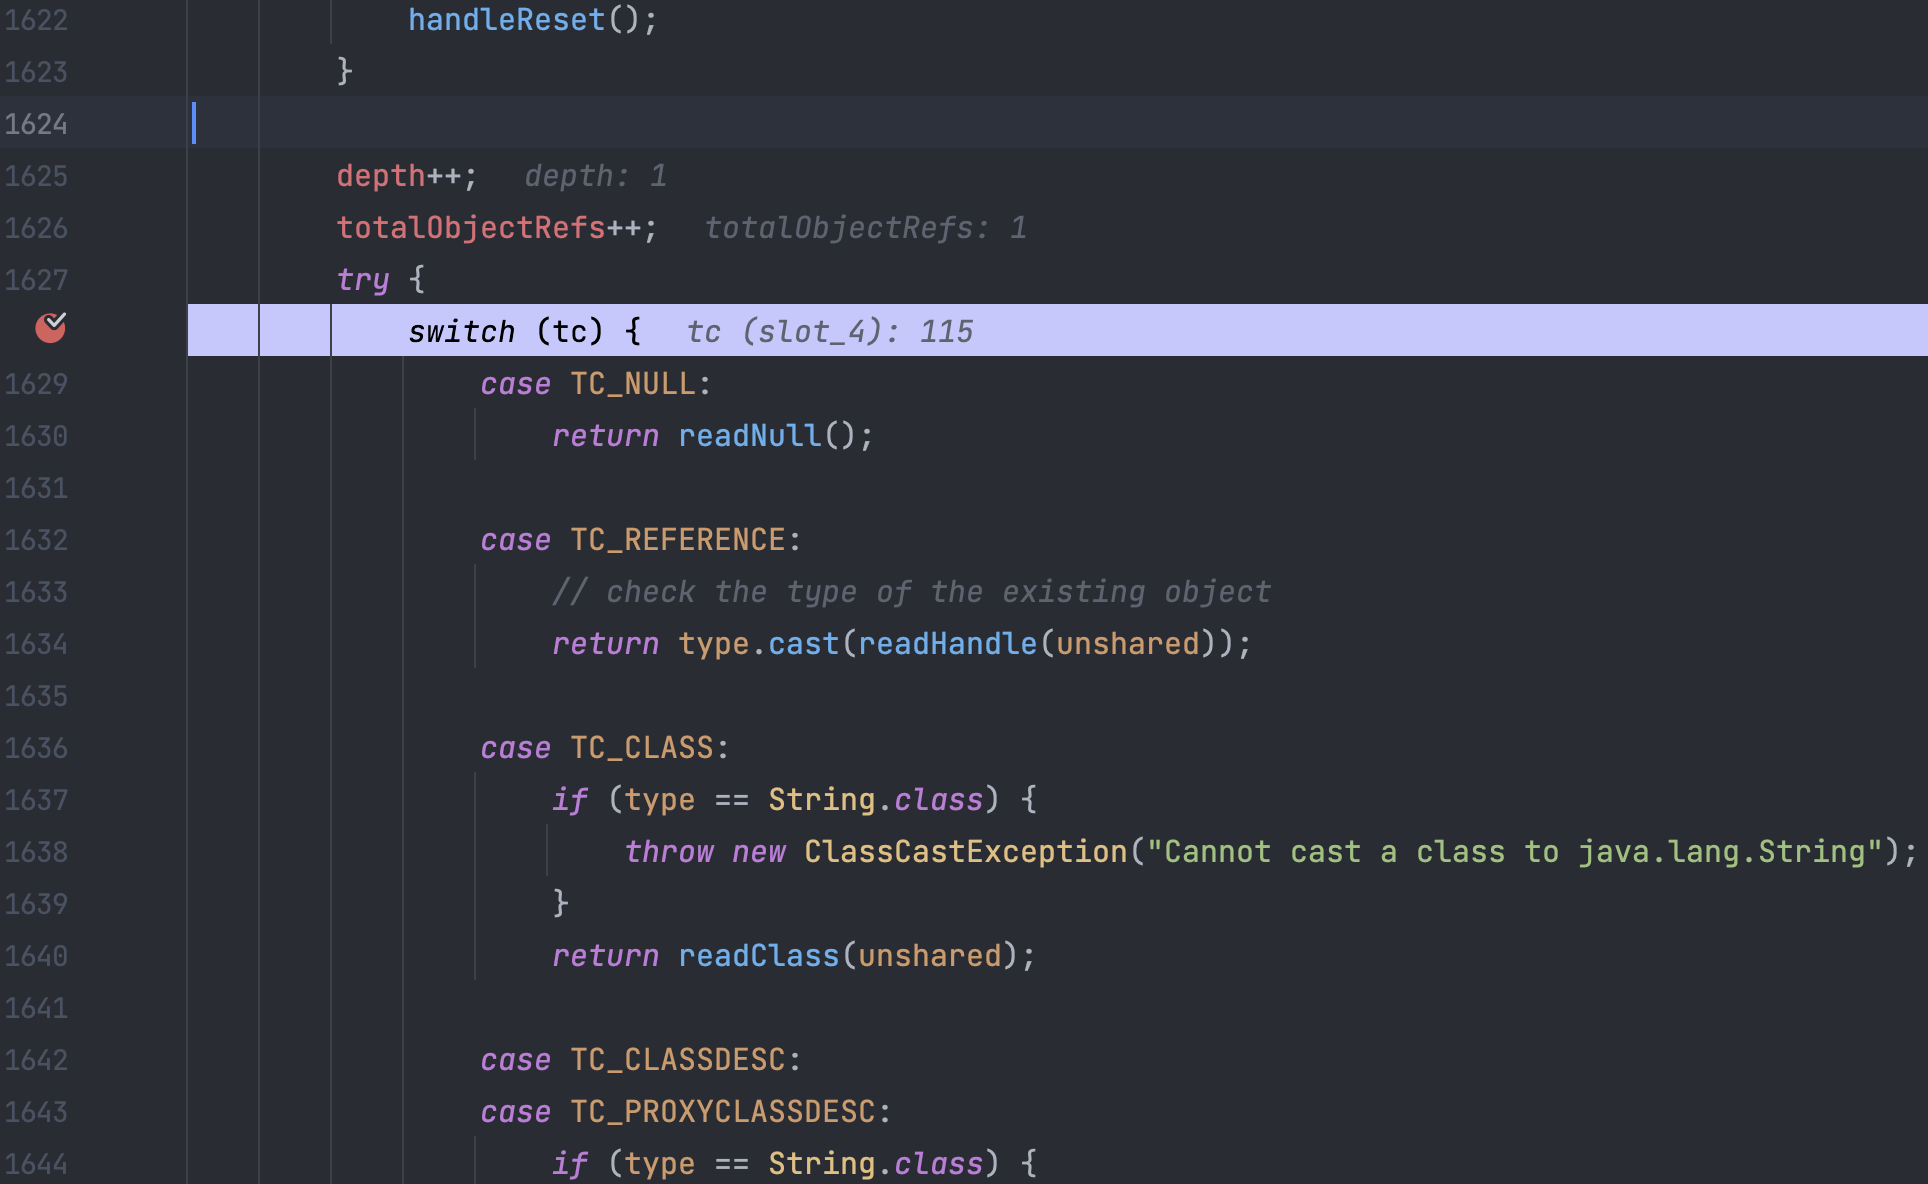 1622 handleReset();
1623 }
1624
1625 depth++; depth: 1
1626 totalObjectRefs++; totalObjectRefs: 1
1627 try {
switch (tc) { tc (slot_4): 115
1629 case TC_NULL:
1630 return readNull();
1631
1632 case TC_REFERENCE:
1633 // check the type of the existing object
1634 return type.cast(readHandle(unshared));
1635
1636 case TC_CLASS:
1637 if (type == String.class) {
1638 throw new ClassCastException("Cannot cast a class to java.lang.String");
1639 }
1640 return readClass(unshared);
1641
1642 case TC_CLASSDESC:
1643 case TC_PROXYCLASSDESC:
1644 if (type == String.class) {